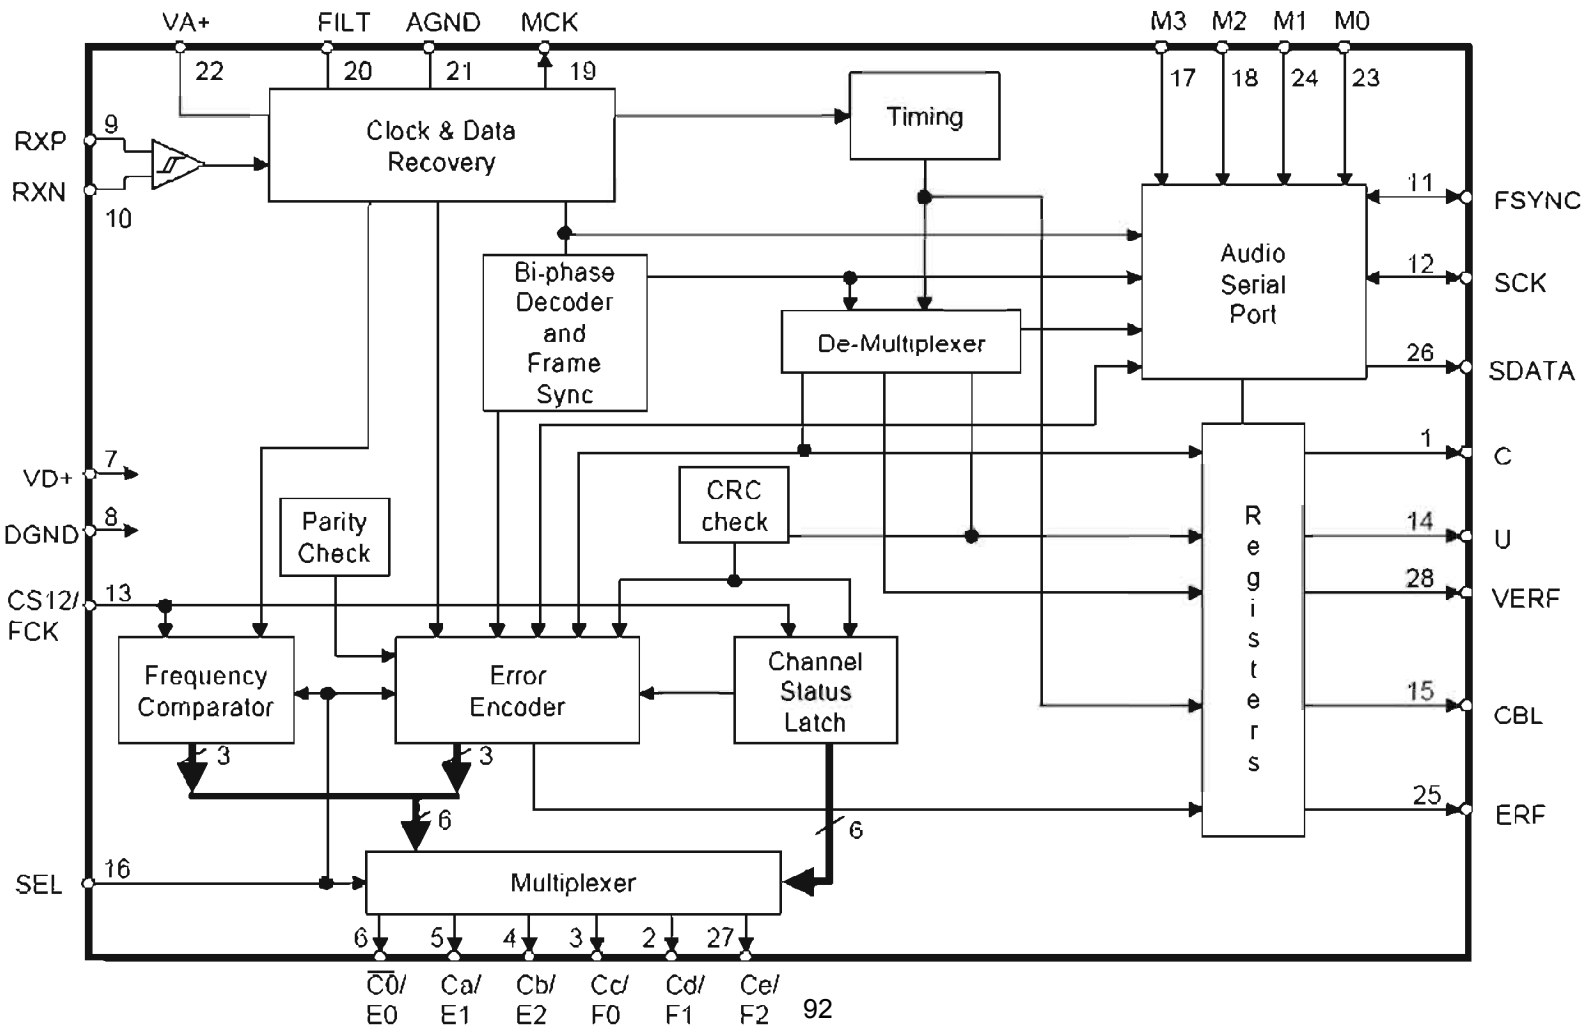 VA+ FILT AGND MCK M3 M2 M1 M0
22 20 21 19 17 18 24 23
RXP 9
RXN
10
Clock & Data
Recovery
Timing
11 FSYNC
12 SCK
26 SDATA
Audio
Serial
Port
Bi-phase
Decoder
and
Frame
Sync
De-Multiplexer
VD+ 7
DGND 8
CS12/ 13
FCK
Parity
Check
CRC
check
1 C
14 U
28 VERF
15 CBL
25 ERF
R
e
g
i
s
t
e
r
s
Frequency
Comparator
Error
Encoder
Channel
Status
Latch
3 3
6 6
SEL 16
Multiplexer
6 5 4 3 2 27
C̅0̅/ Ca/ Cb/ Cc/ Cd/ Ce/
E0 E1 E2 F0 F1 F2
92